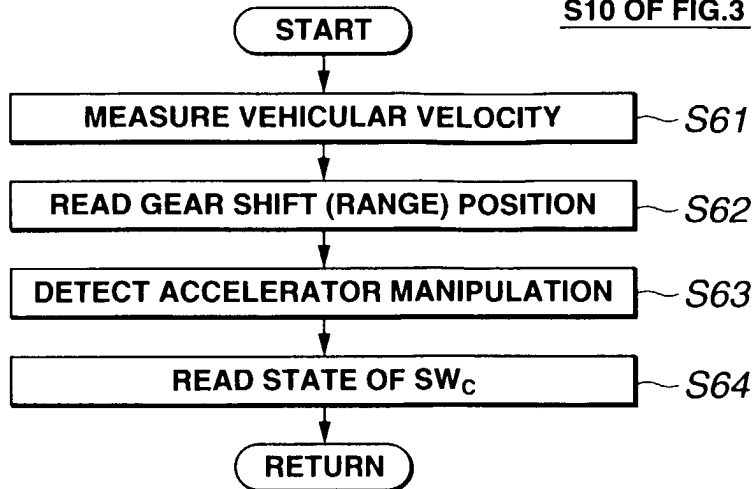 S10 OF FIG.3
START
MEASURE VEHICULAR VELOCITY
S61
READ GEAR SHIFT (RANGE) POSITION
S62
DETECT ACCELERATOR MANIPULATION
S63
READ STATE OF SWC
S64
RETURN